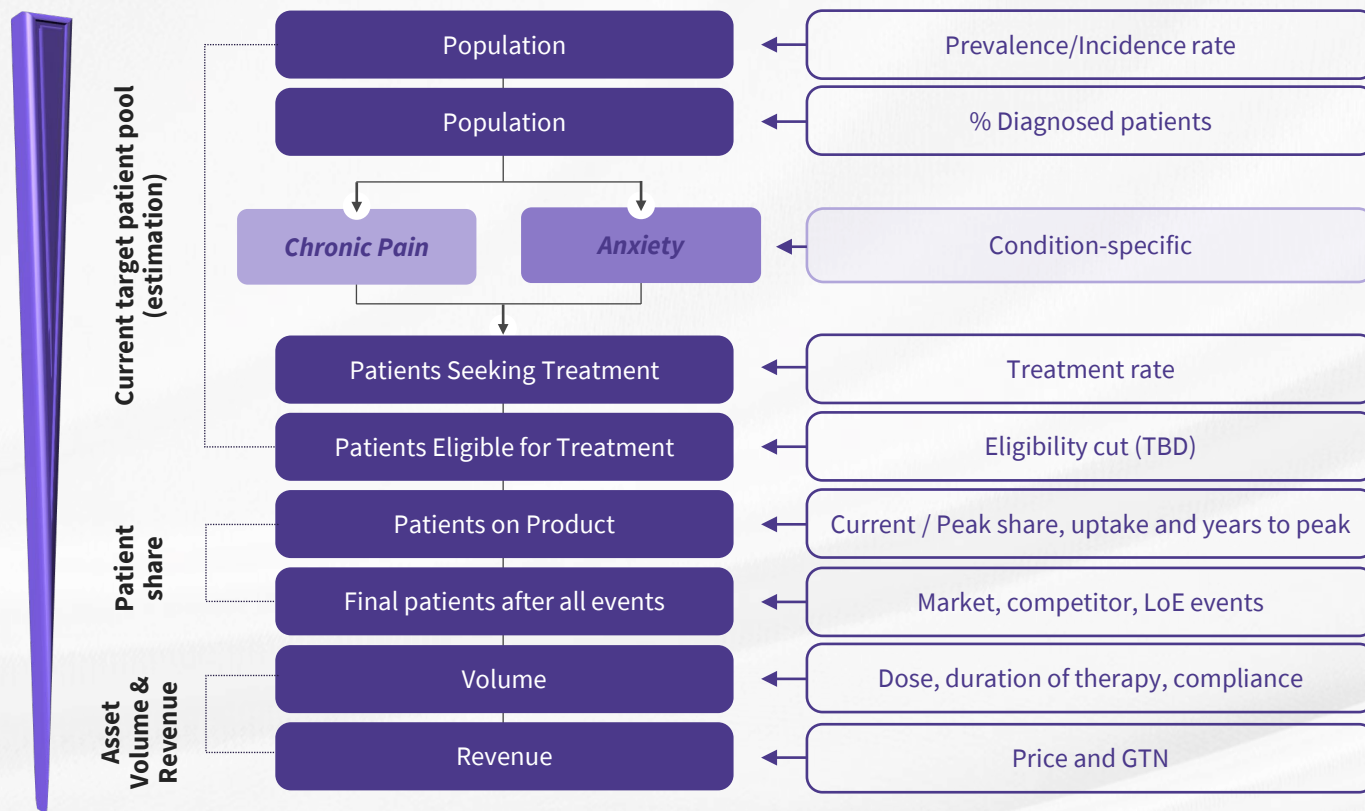 Current target patient pool
(estimation)
Population
Prevalence/Incidence rate
Population
% Diagnosed patients
Chronic Pain
Anxiety
Condition-specific
Patients Seeking Treatment
Treatment rate
Patients Eligible for Treatment
Eligibility cut (TBD)
Patient
share
Patients on Product
Current / Peak share, uptake and years to peak
Final patients after all events
Market, competitor, LoE events
Asset
Volume &
Revenue
Volume
Dose, duration of therapy, compliance
Revenue
Price and GTN